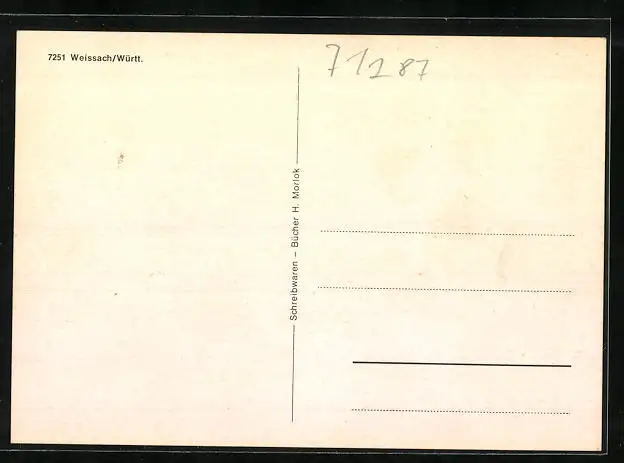 7251 Weissach/Württ.
71287
Schreibwaren – Bücher H. Morlok